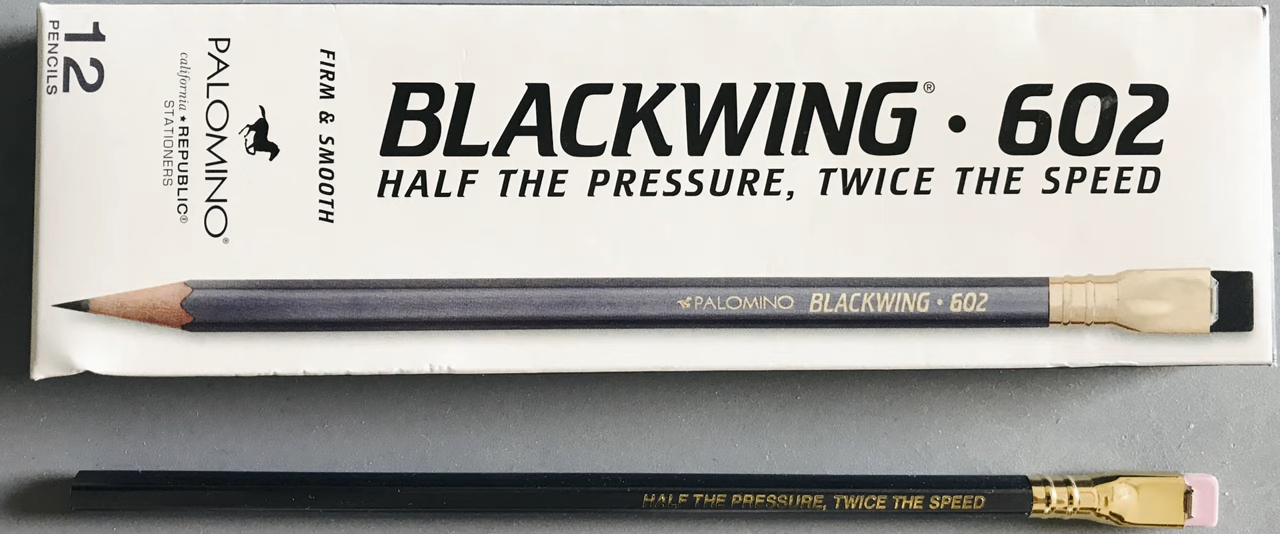 12
PENCILS
PALOMINO®
california ★ REPUBLIC®
STATIONERS
FIRM & SMOOTH
BLACKWING® • 602
HALF THE PRESSURE, TWICE THE SPEED
PALOMINO BLACKWING • 602
HALF THE PRESSURE, TWICE THE SPEED